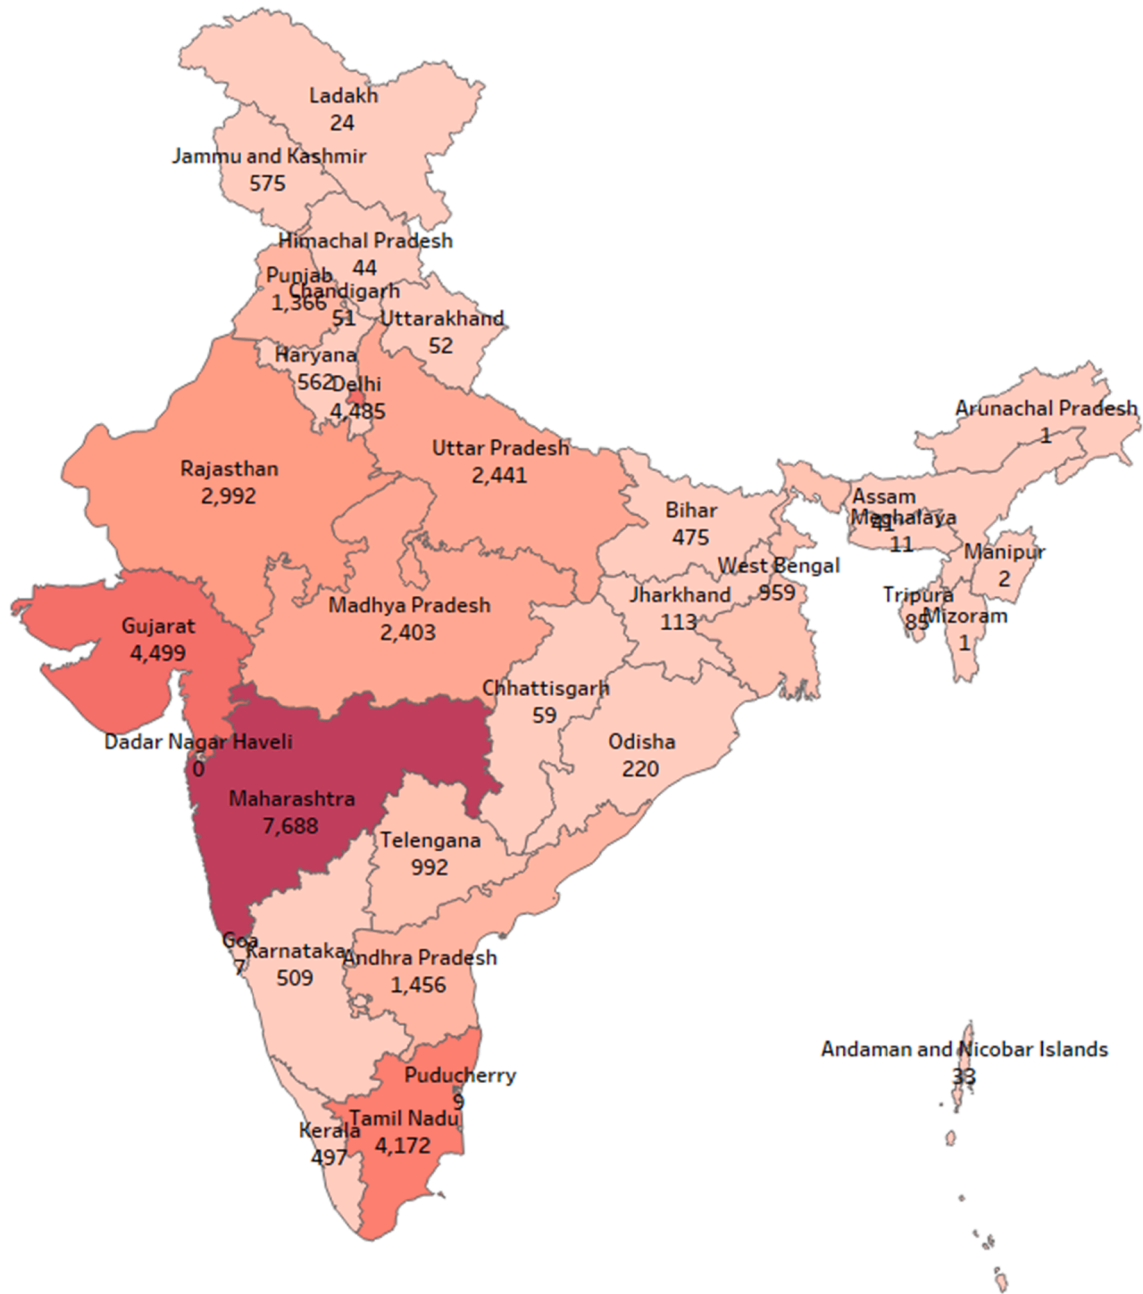 Ladakh
24
Jammu and Kashmir
575
Himachal Pradesh
44
Punjab
1,366
Chandigarh
51
Uttarakhand
52
Haryana
562
Delhi
4,485
Arunachal Pradesh
1
Uttar Pradesh
2,441
Rajasthan
2,992
Bihar
475
Assam
41
Meghalaya
11
Manipur
2
West Bengal
959
Jharkhand
113
Tripura
85
Mizoram
1
Madhya Pradesh
2,403
Gujarat
4,499
Chhattisgarh
59
Odisha
220
Dadar Nagar Haveli
0
Maharashtra
7,688
Telengana
992
Goa
7
Karnataka
509
Andhra Pradesh
1,456
Andaman and Nicobar Islands
33
Puducherry
9
Tamil Nadu
4,172
Kerala
497